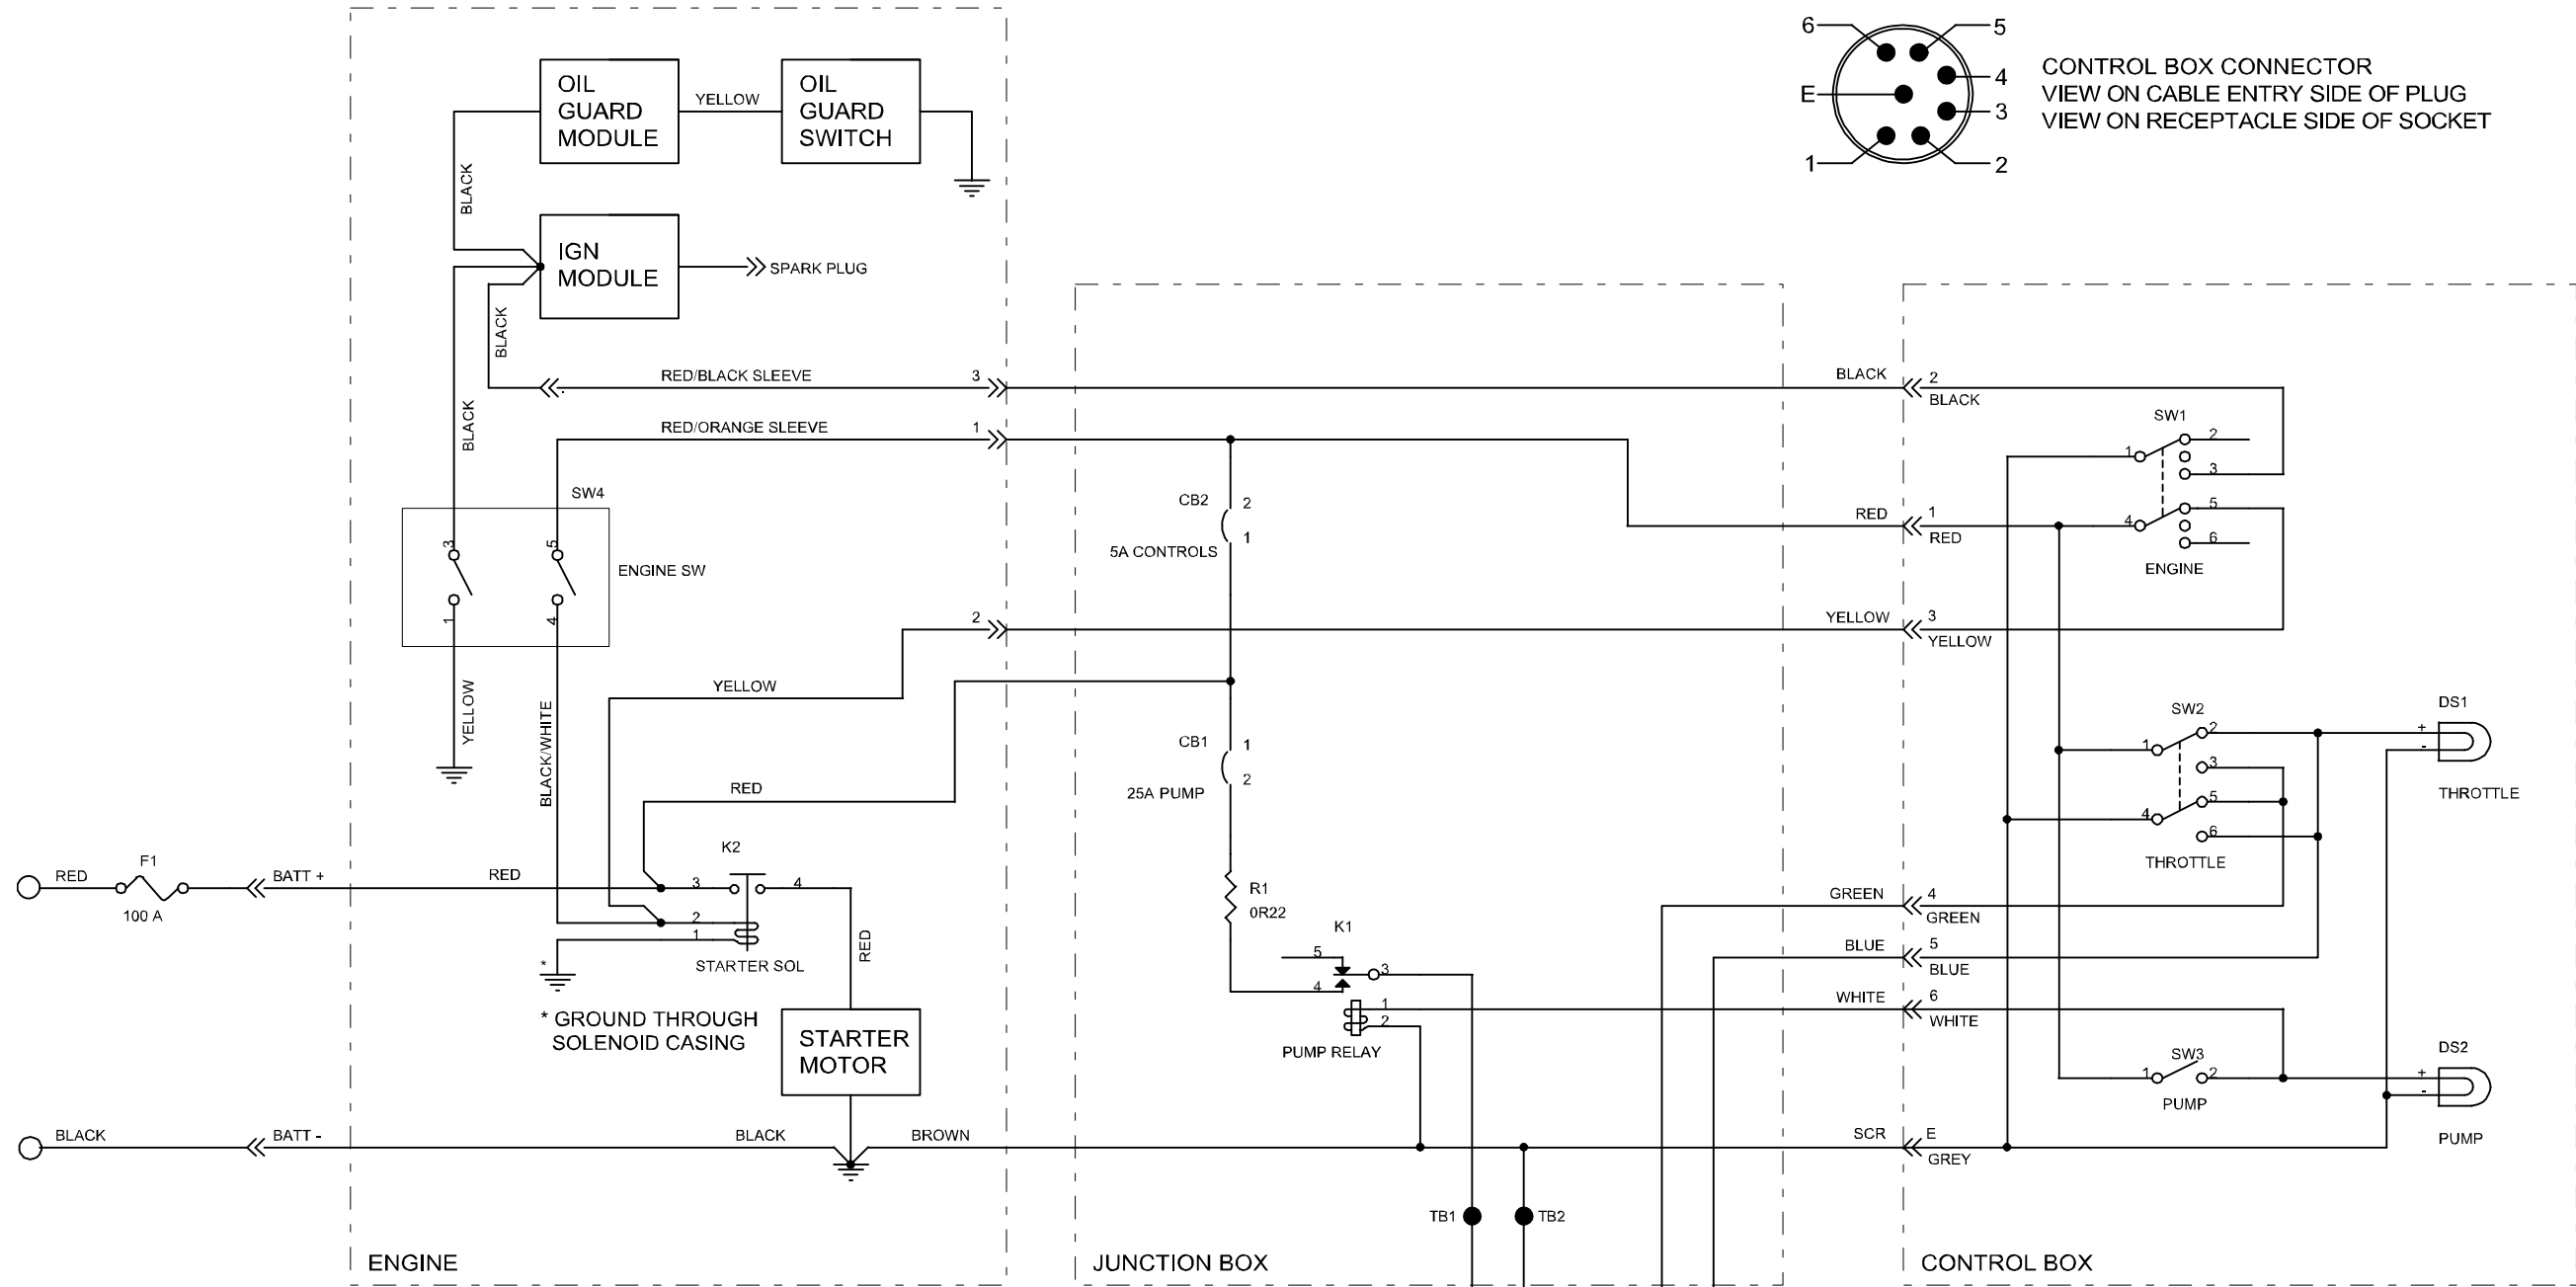 6
5
E
4
3
1
2
CONTROL BOX CONNECTOR
VIEW ON CABLE ENTRY SIDE OF PLUG
VIEW ON RECEPTACLE SIDE OF SOCKET
OIL
GUARD
MODULE
YELLOW
OIL
GUARD
SWITCH
BLACK
IGN
MODULE
SPARK PLUG
BLACK
RED/BLACK SLEEVE
3
BLACK
2
BLACK
BLACK
RED/ORANGE SLEEVE
1
SW1
1
2
3
4
5
6
ENGINE
SW4
3
5
1
4
ENGINE SW
CB2
2
1
5A CONTROLS
RED
1
RED
2
YELLOW
3
YELLOW
YELLOW
YELLOW
BLACK/WHITE
CB1
1
2
25A PUMP
RED
SW2
1
2
3
4
5
6
THROTTLE
DS1
+
-
THROTTLE
RED
F1
100 A
BATT +
RED
K2
3
4
2
1
STARTER SOL
RED
*
* GROUND THROUGH
SOLENOID CASING
STARTER
MOTOR
R1
0R22
K1
5
3
4
1
2
PUMP RELAY
GREEN
4
GREEN
BLUE
5
BLUE
WHITE
6
WHITE
SW3
1
2
PUMP
DS2
+
-
PUMP
BLACK
BATT -
BLACK
BROWN
SCR
E
GREY
TB1
TB2
ENGINE
JUNCTION BOX
CONTROL BOX